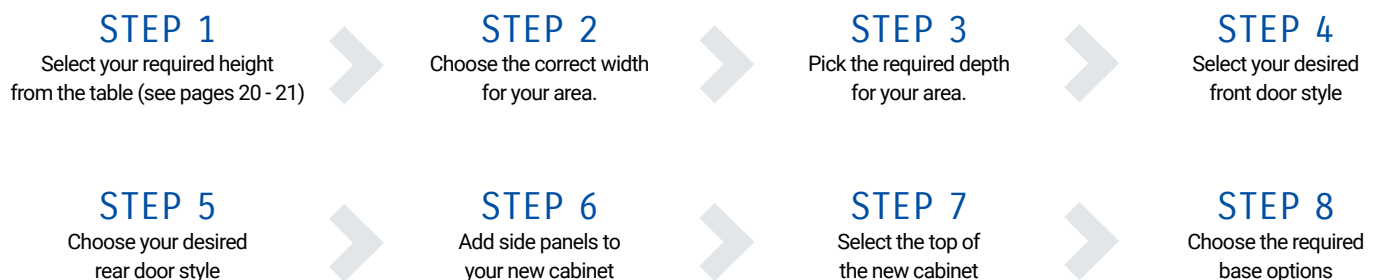 STEP 1
Select your required height
from the table (see pages 20 - 21)
STEP 2
Choose the correct width
for your area.
STEP 3
Pick the required depth
for your area.
STEP 4
Select your desired
front door style
STEP 5
Choose your desired
rear door style
STEP 6
Add side panels to
your new cabinet
STEP 7
Select the top of
the new cabinet
STEP 8
Choose the required
base options